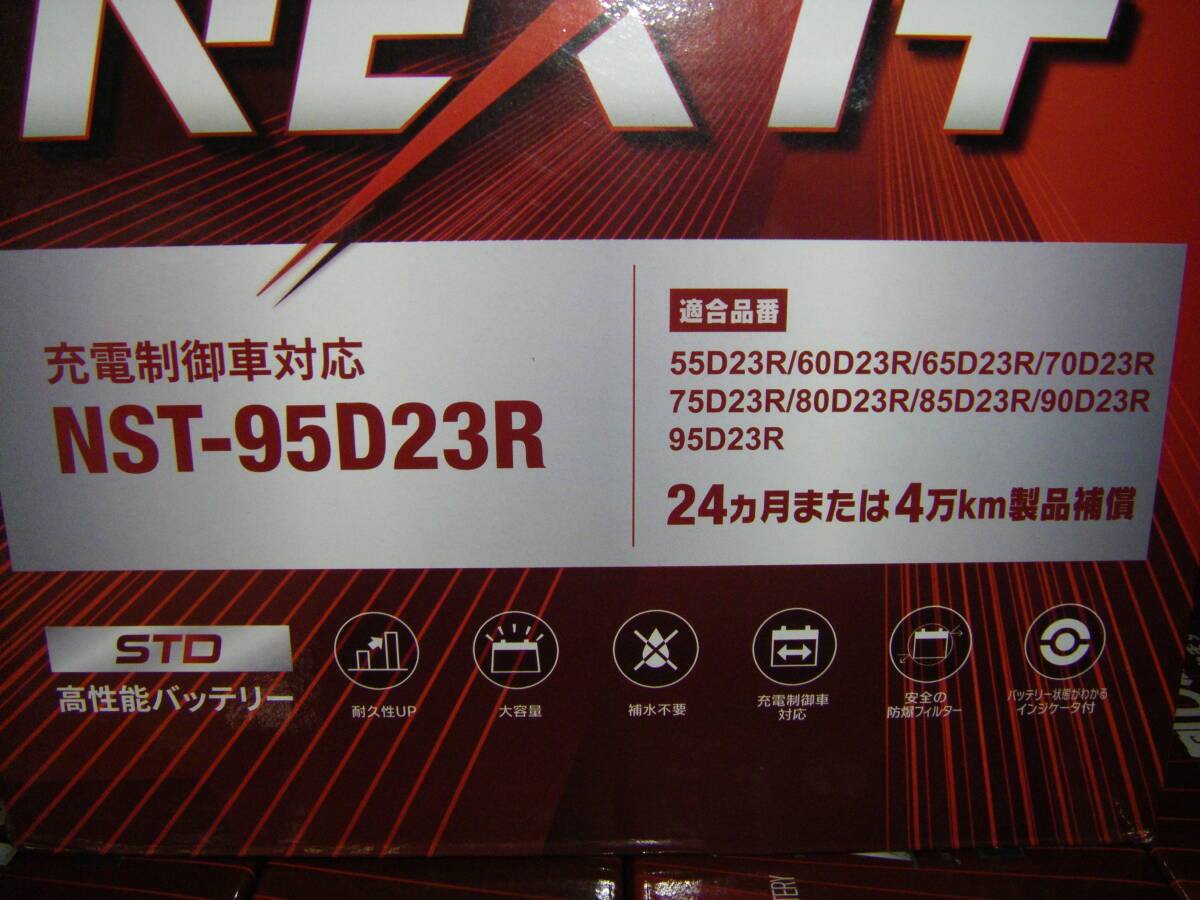 NEXIT
充電制御車対応
NST-95D23R
適合品番
55D23R/60D23R/65D23R/70D23R
75D23R/80D23R/85D23R/90D23R
95D23R
24ヵ月または4万km製品補償
STD
高性能バッテリー
耐久性UP
大容量
補水不要
充電制御車
対応
安全の
防爆フィルター
バッテリー状態がわかる
インジケータ付
TERY